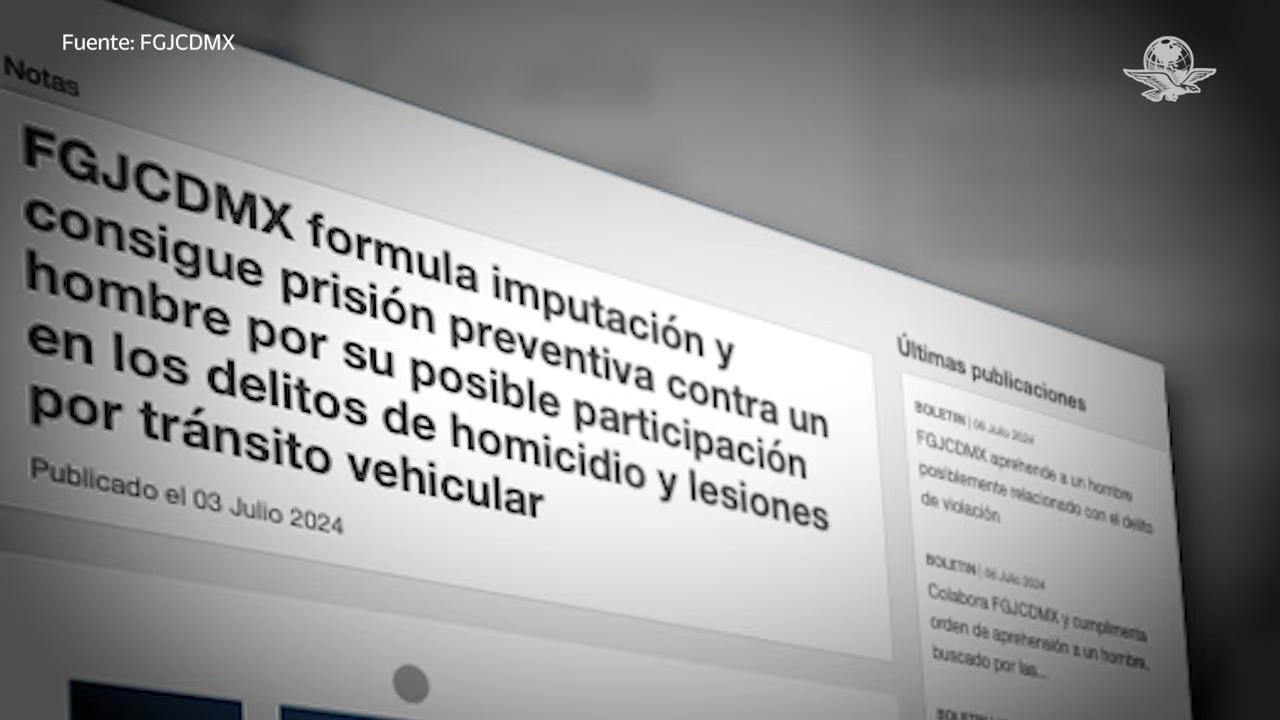 Fuente: FGJCDMX
Notas
FGJCDMX formula imputación y
consigue prisión preventiva contra un
hombre por su posible participación
en los delitos de homicidio y lesiones
por tránsito vehicular
Publicado el 03 Julio 2024
Últimas publicaciones
BOLETIN | 06 Julio 2024
FGJCDMX aprehende a un hombre
posiblemente relacionado con el delito
de violación
BOLETIN | 06 Julio 2024
Colabora FGJCDMX y cumplimenta
orden de aprehensión a un hombre,
buscado por las...
BOLETIN